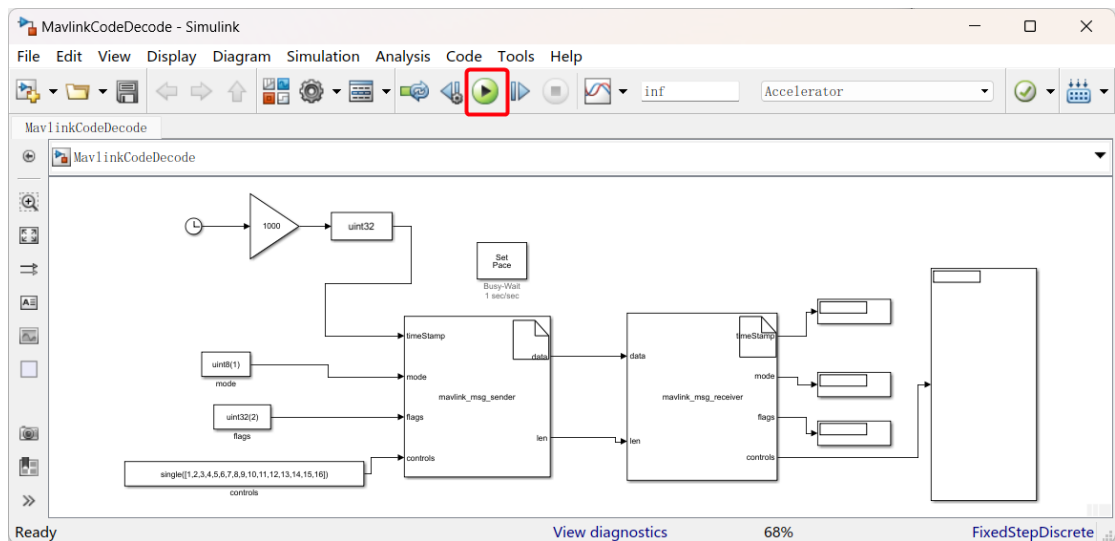 MavlinkCodeDecode - Simulink
File Edit View Display Diagram Simulation Analysis Code Tools Help
inf
Accelerator
MavlinkCodeDecode
MavlinkCodeDecode
1000
uint32
Set
Pace
Busy-Wait
1 sec/sec
timeStamp
data
mode
mavlink_msg_sender
flags
len
controls
uint8(1)
mode
uint32(2)
flags
single([1,2,3,4,5,6,7,8,9,10,11,12,13,14,15,16])
controls
timeStamp
data
mode
mavlink_msg_receiver
flags
len
controls
Ready
View diagnostics
68%
FixedStepDiscrete